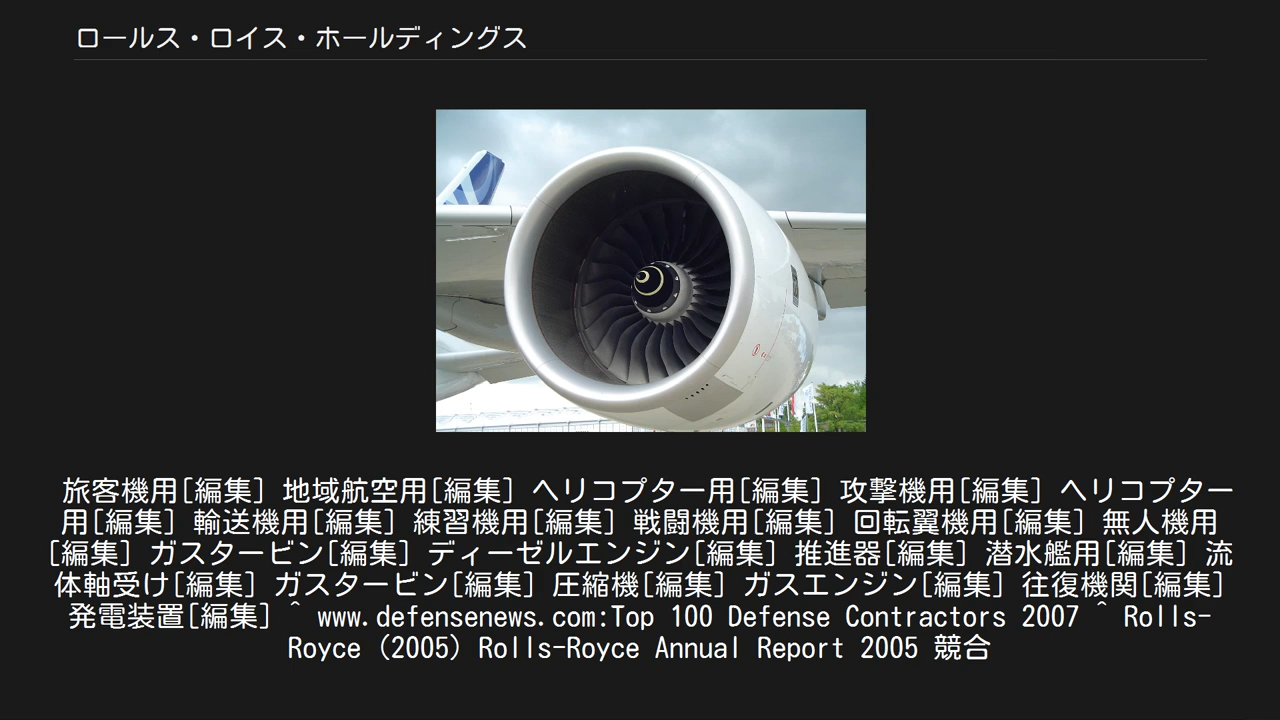 ロールス・ロイス・ホールディングス
旅客機用[編集] 地域航空用[編集] ヘリコプター用[編集] 攻撃機用[編集] ヘリコプター
用[編集] 輸送機用[編集] 練習機用[編集] 戦闘機用[編集] 回転翼機用[編集] 無人機用
[編集] ガスタービン[編集] ディーゼルエンジン[編集] 推進器[編集] 潜水艦用[編集] 流
体軸受け[編集] ガスタービン[編集] 圧縮機[編集] ガスエンジン[編集] 往復機関[編集]
発電装置[編集] ^ www.defensenews.com:Top 100 Defense Contractors 2007 ^ Rolls-
Royce (2005) Rolls-Royce Annual Report 2005 競合